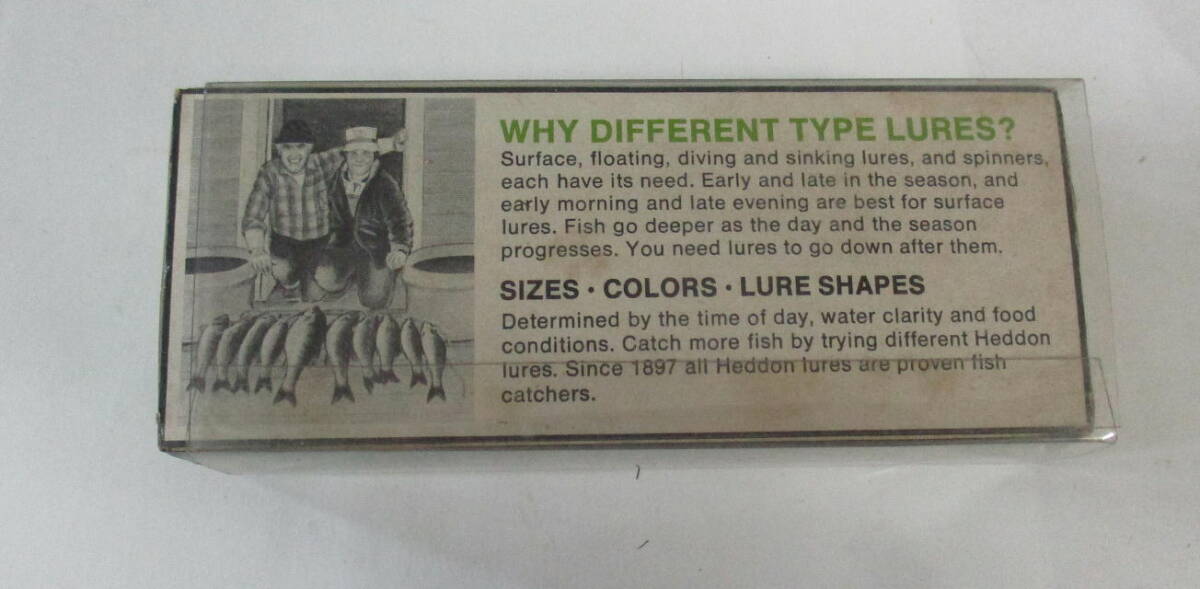 WHY DIFFERENT TYPE LURES?
Surface, floating, diving and sinking lures, and spinners,
each have its need. Early and late in the season, and
early morning and late evening are best for surface
lures. Fish go deeper as the day and the season
progresses. You need lures to go down after them.
SIZES · COLORS · LURE SHAPES
Determined by the time of day, water clarity and food
conditions. Catch more fish by trying different Heddon
lures. Since 1897 all Heddon lures are proven fish
catchers.